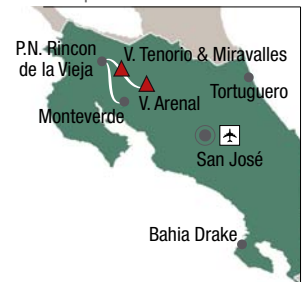 P.N. Rincon
de la Vieja
V. Tenorio & Miravalles
V. Arenal
Tortuguero
Monteverde
San José
Bahia Drake